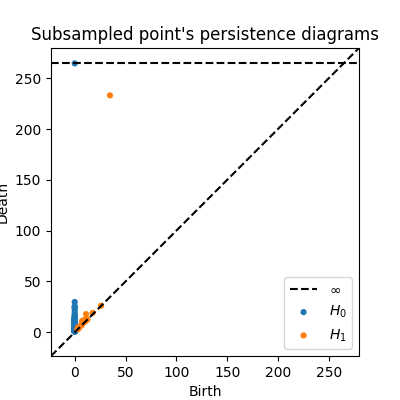 Subsampled point's persistence diagrams
250
200
150
100
50
0
Death
0 50 100 150 200 250
Birth
∞
H₀
H₁